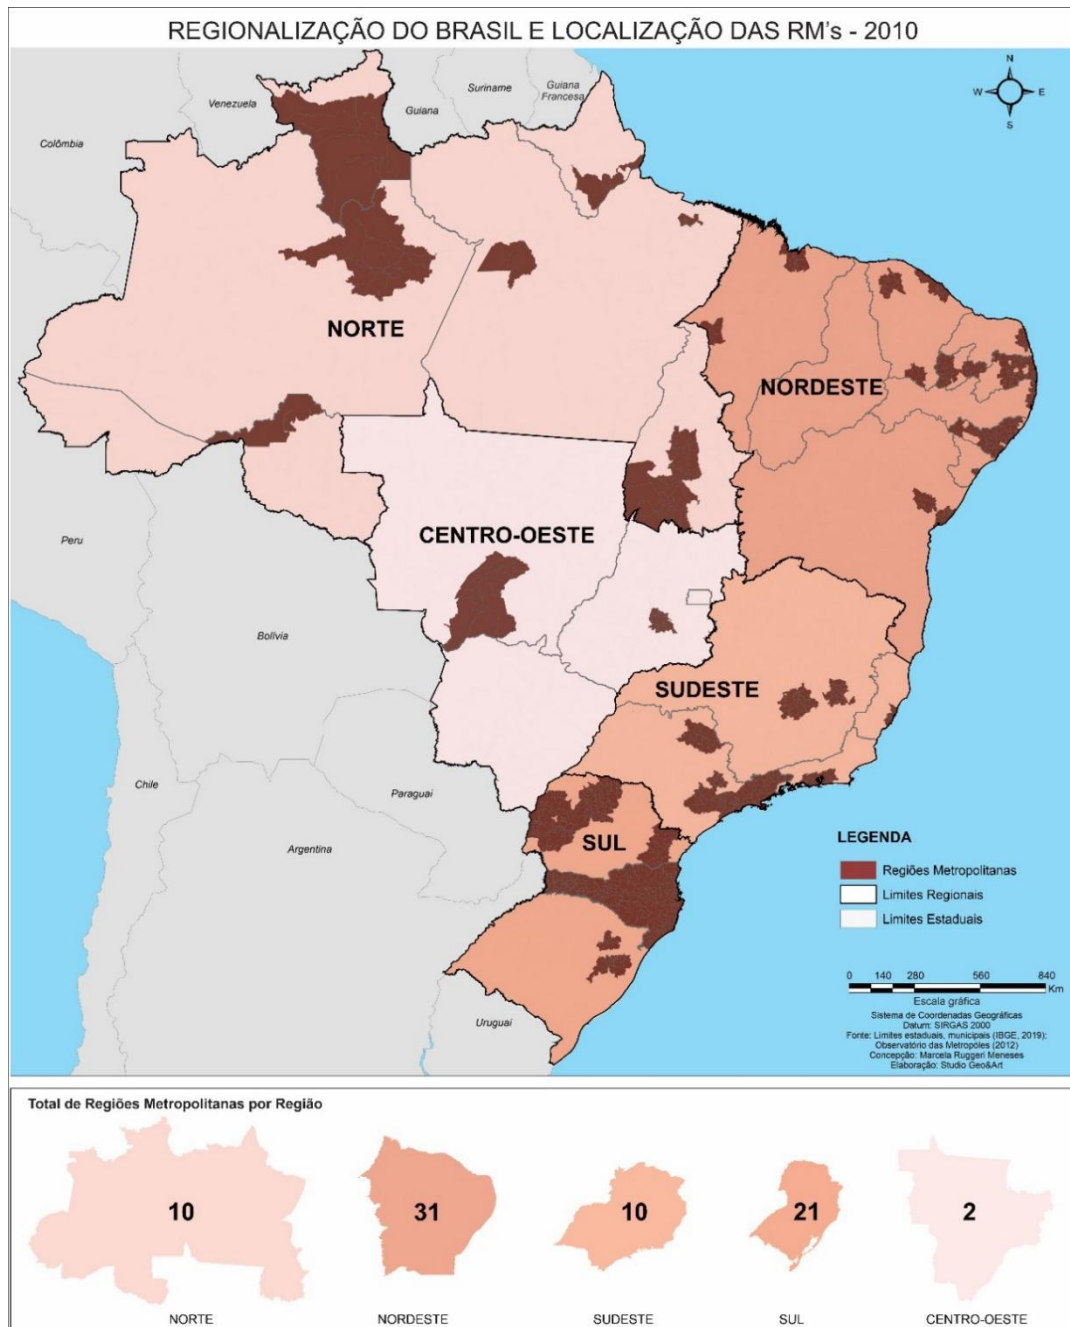 REGIONALIZAÇÃO DO BRASIL E LOCALIZAÇÃO DAS RM's - 2010
N
W
E
S
Venezuela
Guiana
Suriname
Guiana
Francesa
Colômbia
NORTE
NORDESTE
CENTRO-OESTE
Peru
Bolívia
SUDESTE
Chile
Paraguai
Argentina
SUL
Uruguai
LEGENDA
Regiões Metropolitanas
Limites Regionais
Limites Estaduais
0 140 280 560 840
Km
Escala gráfica
Sistema de Coordenadas Geográficas
Datum: SIRGAS 2000
Fonte: Limites estaduais, municipais (IBGE, 2019);
Observatório das Metrópoles (2012)
Concepção: Marcela Ruggeri Meneses
Elaboração: Studio Geo&Art
Total de Regiões Metropolitanas por Região
10
31
10
21
2
NORTE
NORDESTE
SUDESTE
SUL
CENTRO-OESTE